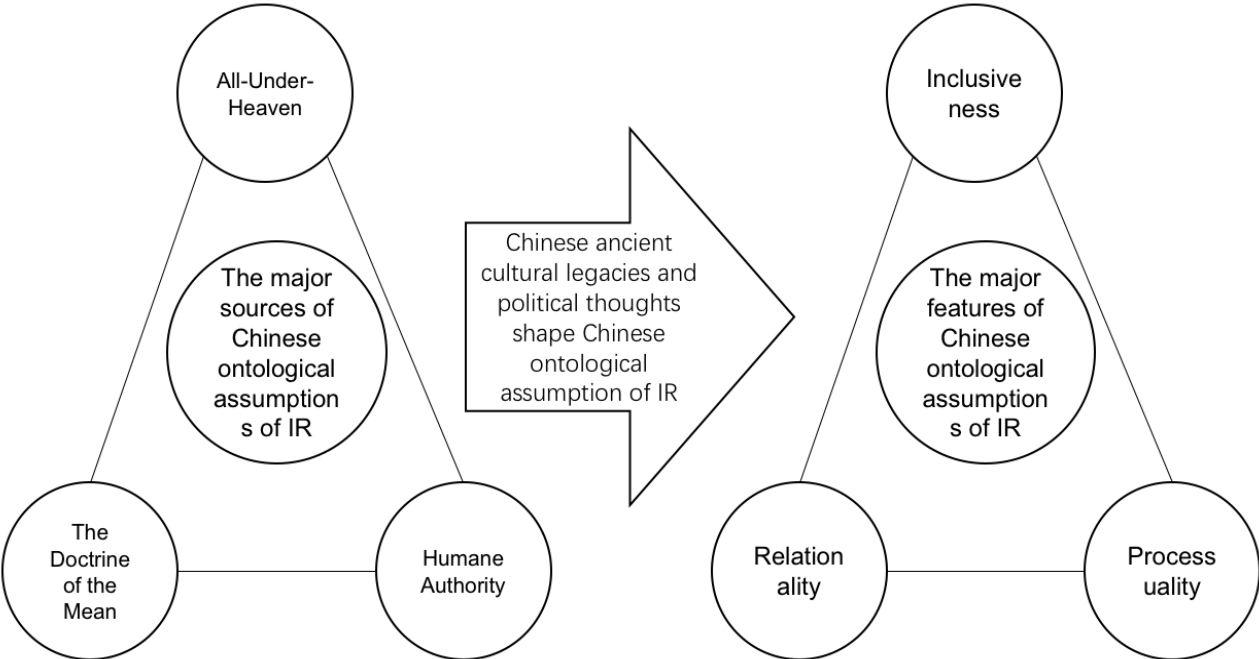 All-Under-
Heaven
The major
sources of
Chinese
ontological
assumption
s of IR
The
Doctrine
of the
Mean
Humane
Authority
Chinese ancient
cultural legacies and
political thoughts
shape Chinese
ontological
assumption of IR
Inclusive
ness
The major
features of
Chinese
ontological
assumption
s of IR
Relation
ality
Process
uality